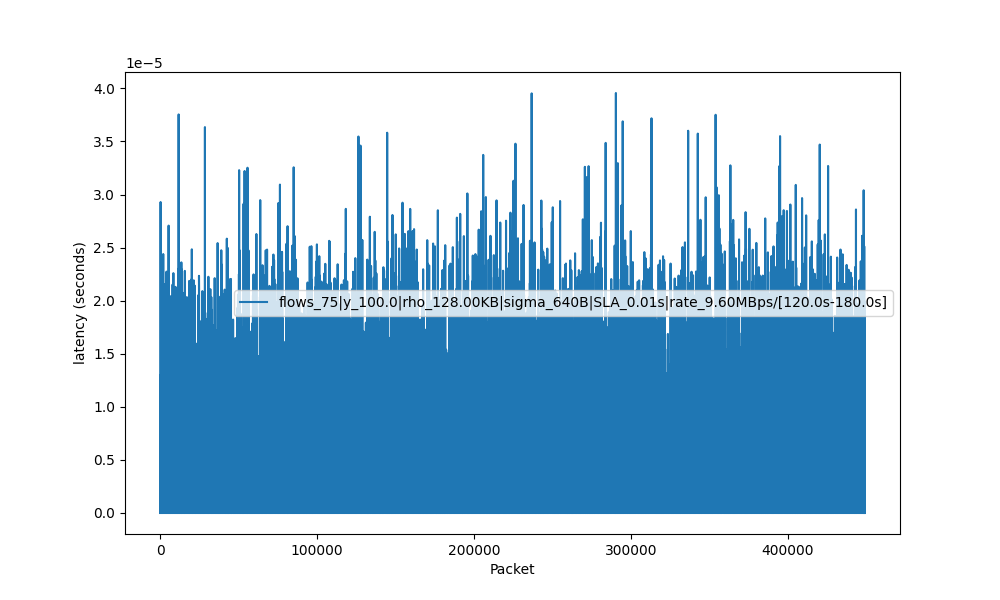 1e−5
4.0
3.5
3.0
2.5
2.0
1.5
1.0
0.5
0.0
latency (seconds)
flows_75|y_100.0|rho_128.00KB|sigma_640B|SLA_0.01s|rate_9.60MBps/[120.0s-180.0s]
0 100000 200000 300000 400000
Packet